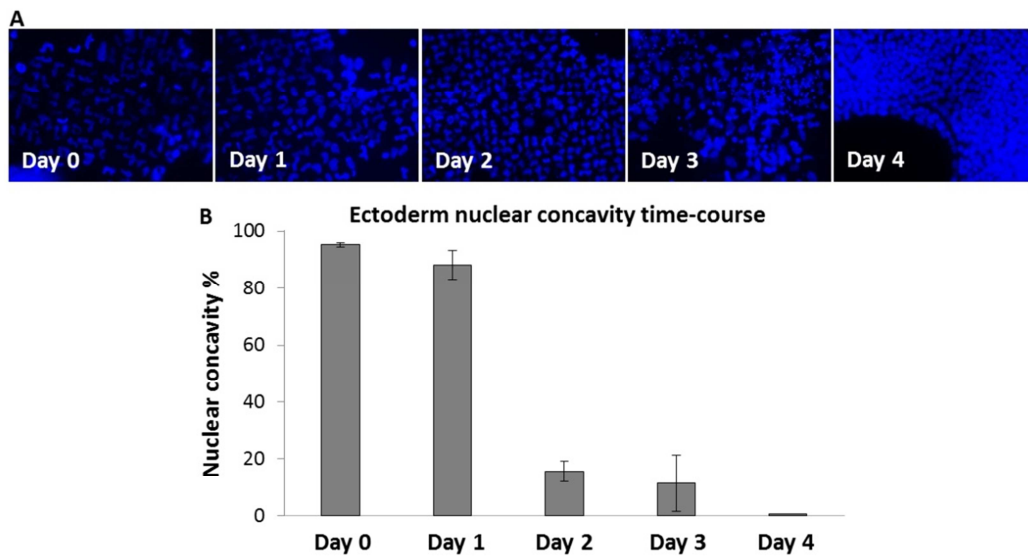 A
Day 0
Day 1
Day 2
Day 3
Day 4
B
Ectoderm nuclear concavity time-course
Nuclear concavity %
100
80
60
40
20
0
Day 0
Day 1
Day 2
Day 3
Day 4